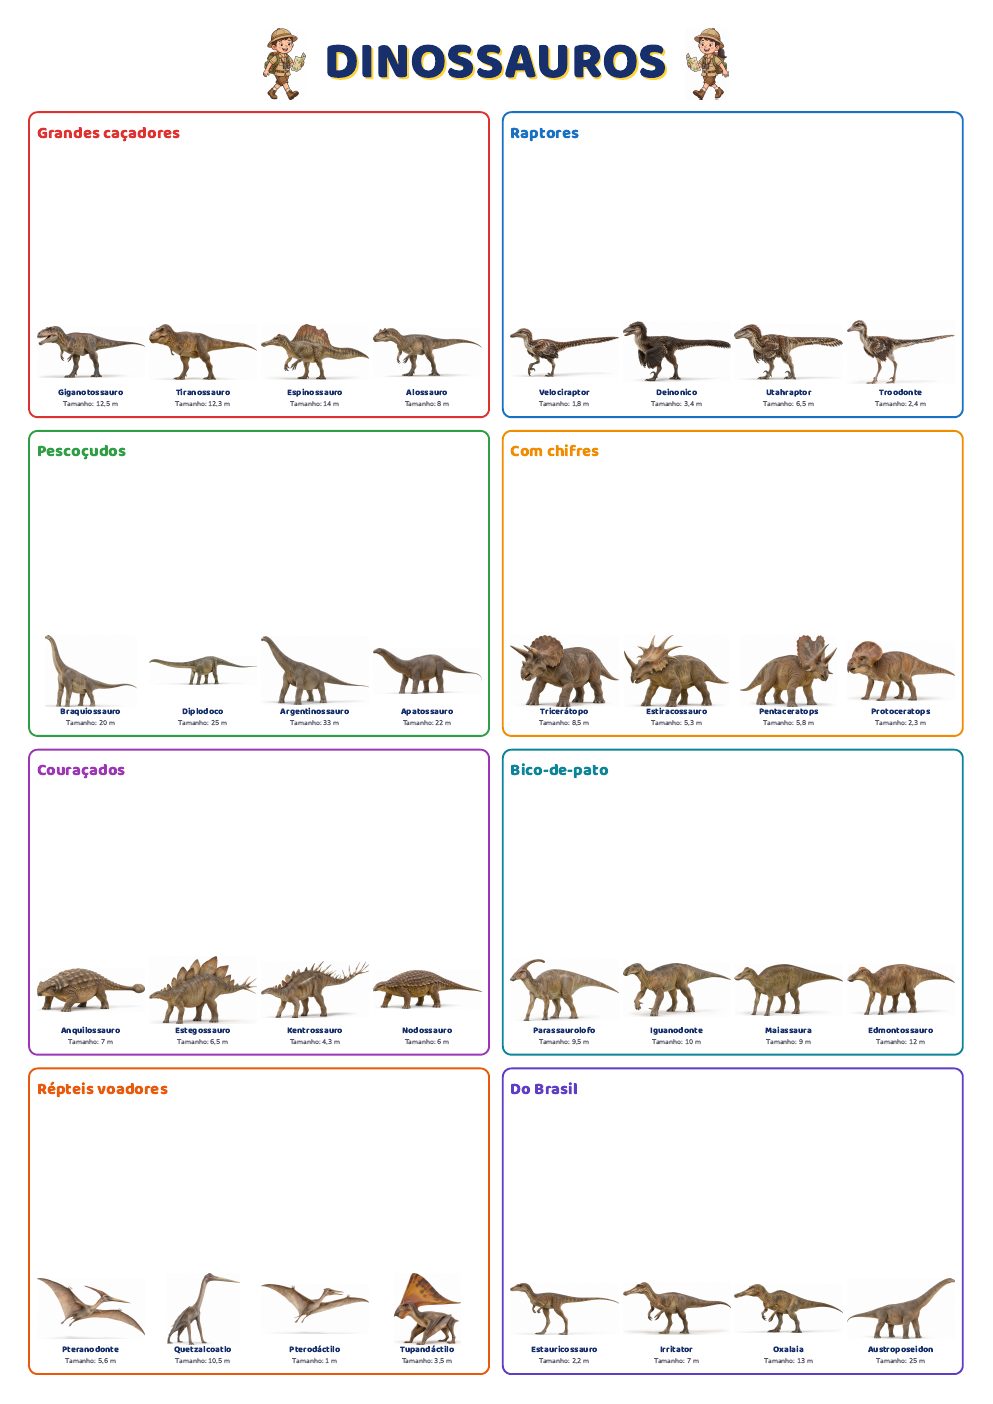 DINOSSAUROS
Grandes caçadores
Giganotossauro
Tamanho: 12,5 m
Tiranossauro
Tamanho: 12,3 m
Espinossauro
Tamanho: 14 m
Alossauro
Tamanho: 8 m
Raptores
Velociraptor
Tamanho: 1,8 m
Deinonico
Tamanho: 3,4 m
Utahraptor
Tamanho: 6,5 m
Troodonte
Tamanho: 2,4 m
Pescoçudos
Braquiossauro
Tamanho: 20 m
Diplodoco
Tamanho: 25 m
Argentinossauro
Tamanho: 33 m
Apatossauro
Tamanho: 22 m
Com chifres
Tricerátopo
Tamanho: 8,5 m
Estiracossauro
Tamanho: 5,3 m
Pentaceratops
Tamanho: 5,8 m
Protoceratops
Tamanho: 2,3 m
Couraçados
Anquilossauro
Tamanho: 7 m
Estegossauro
Tamanho: 6,5 m
Kentrossauro
Tamanho: 4,3 m
Nodossauro
Tamanho: 6 m
Bico-de-pato
Parassaurolofo
Tamanho: 9,5 m
Iguanodonte
Tamanho: 10 m
Maiassaura
Tamanho: 9 m
Edmontossauro
Tamanho: 12 m
Répteis voadores
Pteranodonte
Tamanho: 5,6 m
Quetzalcoatlo
Tamanho: 10,5 m
Pterodáctilo
Tamanho: 1 m
Tupandáctilo
Tamanho: 3,5 m
Do Brasil
Estauricossauro
Tamanho: 2,2 m
Irritator
Tamanho: 7 m
Oxalaia
Tamanho: 13 m
Austroposeidon
Tamanho: 25 m